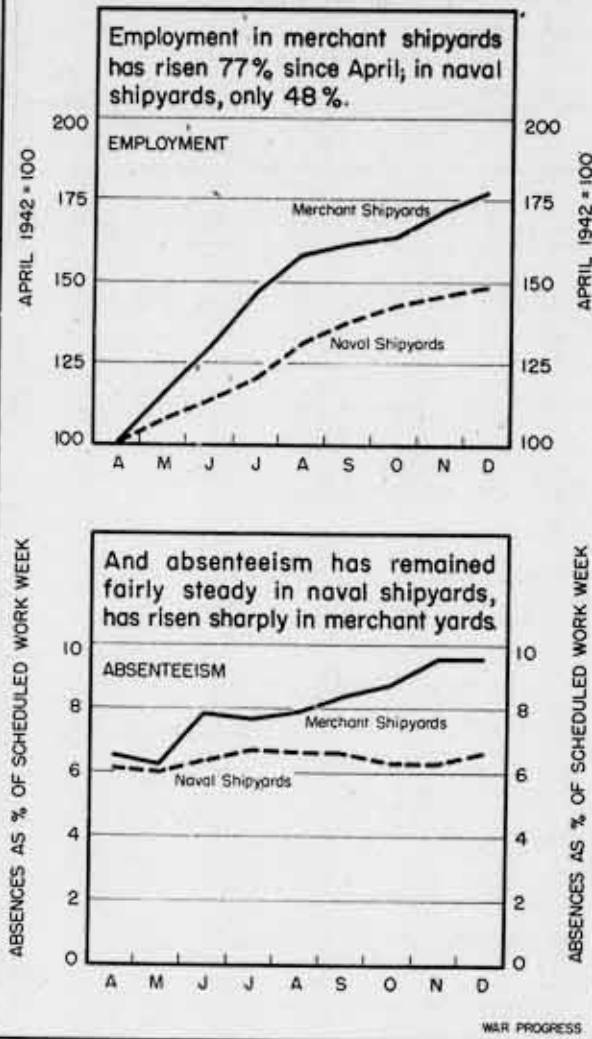 Employment in merchant shipyards
has risen 77% since April; in naval
shipyards, only 48%.
EMPLOYMENT
APRIL 1942 = 100
200
175
150
125
100
Merchant Shipyards
Naval Shipyards
200
175
150
125
100
APRIL 1942 = 100
A M J J A S O N D
And absenteeism has remained
fairly steady in naval shipyards,
has risen sharply in merchant yards.
ABSENTEEISM
ABSENCES AS % OF SCHEDULED WORK WEEK
10
8
6
4
2
0
Merchant Shipyards
Naval Shipyards
10
8
6
4
2
0
ABSENCES AS % OF SCHEDULED WORK WEEK
A M J J A S O N D
WAR PROGRESS